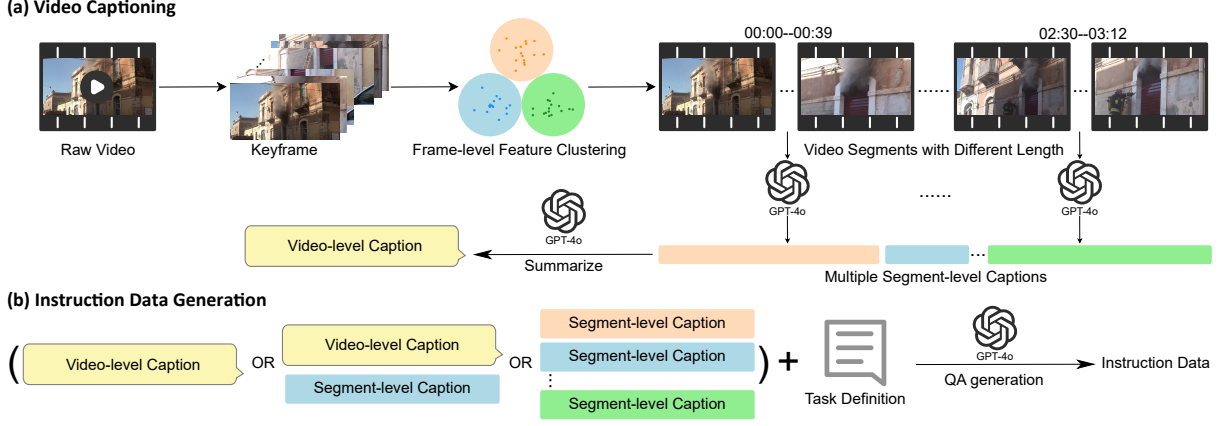 (a) Video Captioning
00:00--00:39
02:30--03:12
...
......
...
Raw Video
Keyframe
Frame-level Feature Clustering
Video Segments with Different Length
GPT-4o
......
GPT-4o
GPT-4o
Video-level Caption
Summarize
...
Multiple Segment-level Captions
(b) Instruction Data Generation
Segment-level Caption
GPT-4o
( Video-level Caption OR Video-level Caption OR Segment-level Caption ) + Instruction Data
Segment-level Caption
QA generation
Segment-level Caption
Task Definition